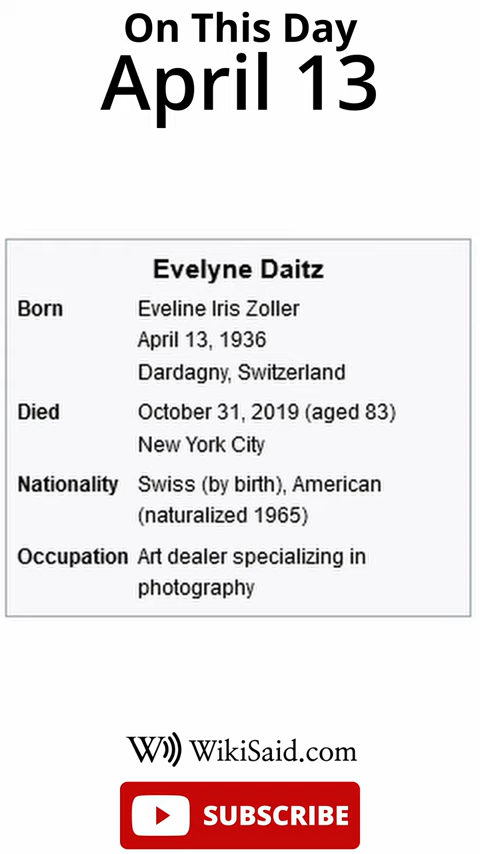 On This Day
April 13
Evelyne Daitz
Born Eveline Iris Zoller
April 13, 1936
Dardagny, Switzerland
Died October 31, 2019 (aged 83)
New York City
Nationality Swiss (by birth), American
(naturalized 1965)
Occupation Art dealer specializing in
photography
W WikiSaid.com
SUBSCRIBE